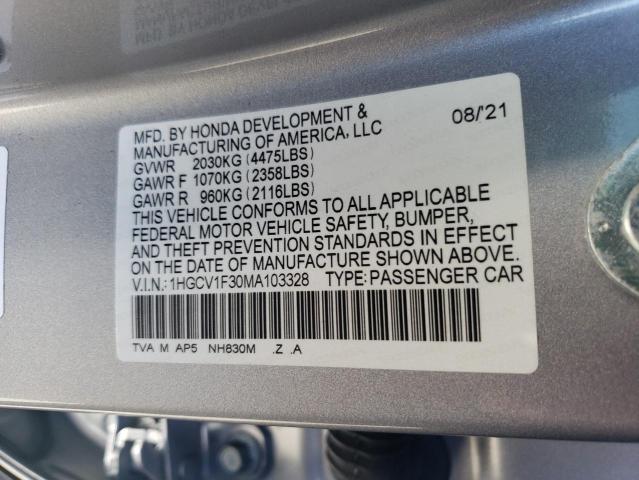 MFD. BY HONDA DEVELOPMENT & 08/'21
MANUFACTURING OF AMERICA, LLC
GVWR 2030KG (4475LBS)
GAWR F 1070KG (2358LBS)
GAWR R 960KG (2116LBS)
THIS VEHICLE CONFORMS TO ALL APPLICABLE
FEDERAL MOTOR VEHICLE SAFETY, BUMPER,
AND THEFT PREVENTION STANDARDS IN EFFECT
ON THE DATE OF MANUFACTURE SHOWN ABOVE.
V.I.N.: 1HGCV1F30MA103328 TYPE: PASSENGER CAR
TVA M AP5 NH830M .Z .A